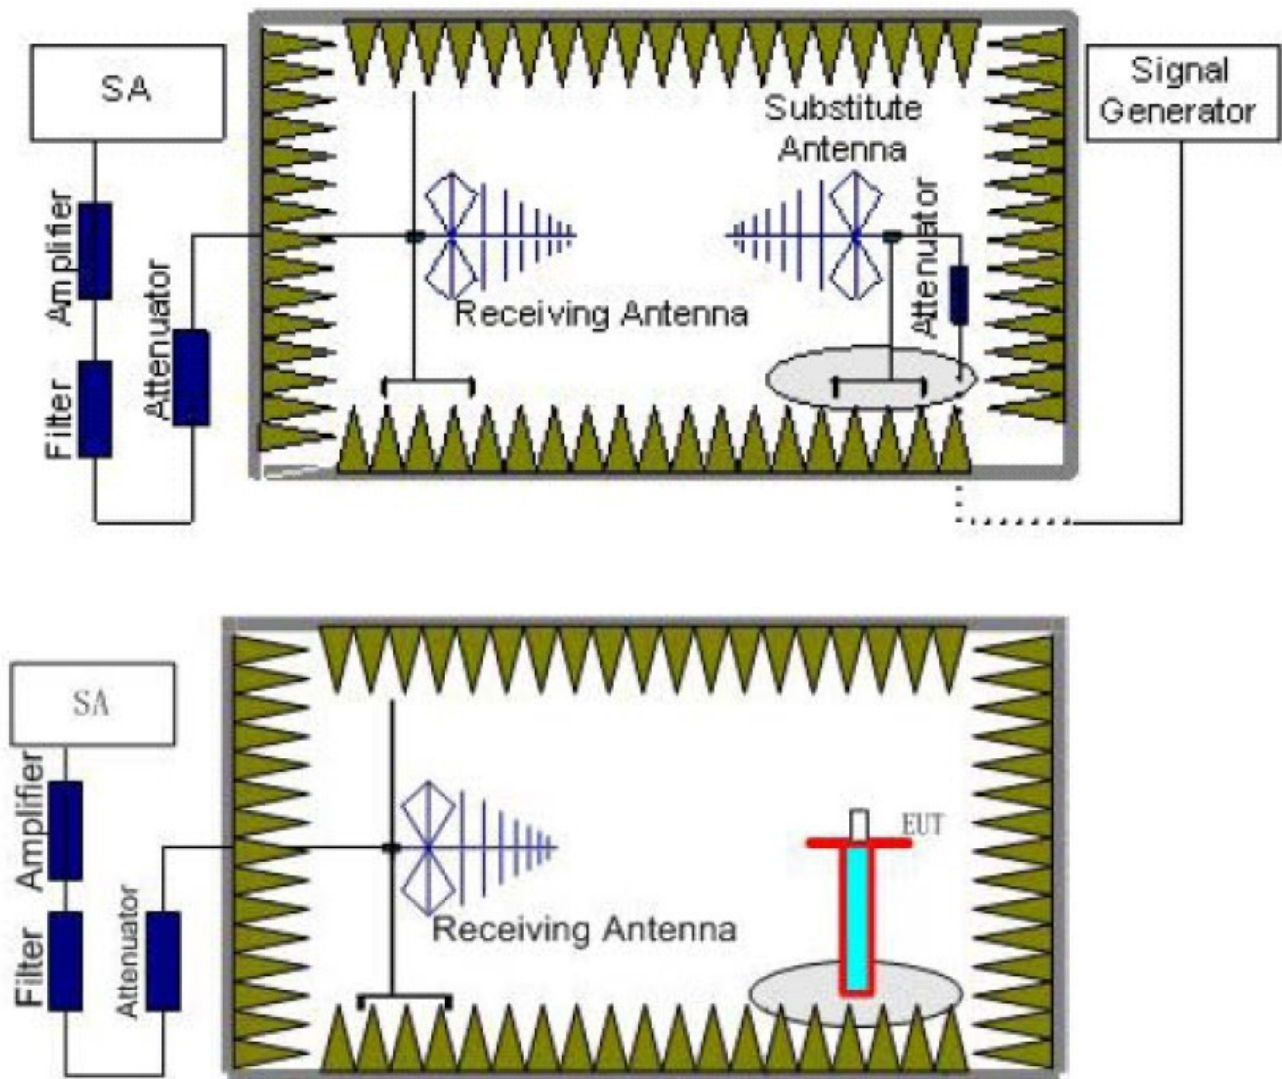 SA
Signal
Generator
Substitute
Antenna
Amplifier
Attenuator
Attenuator
Receiving Antenna
Filter
SA
Amplifier
EUT
Receiving Antenna
Filter
Attenuator